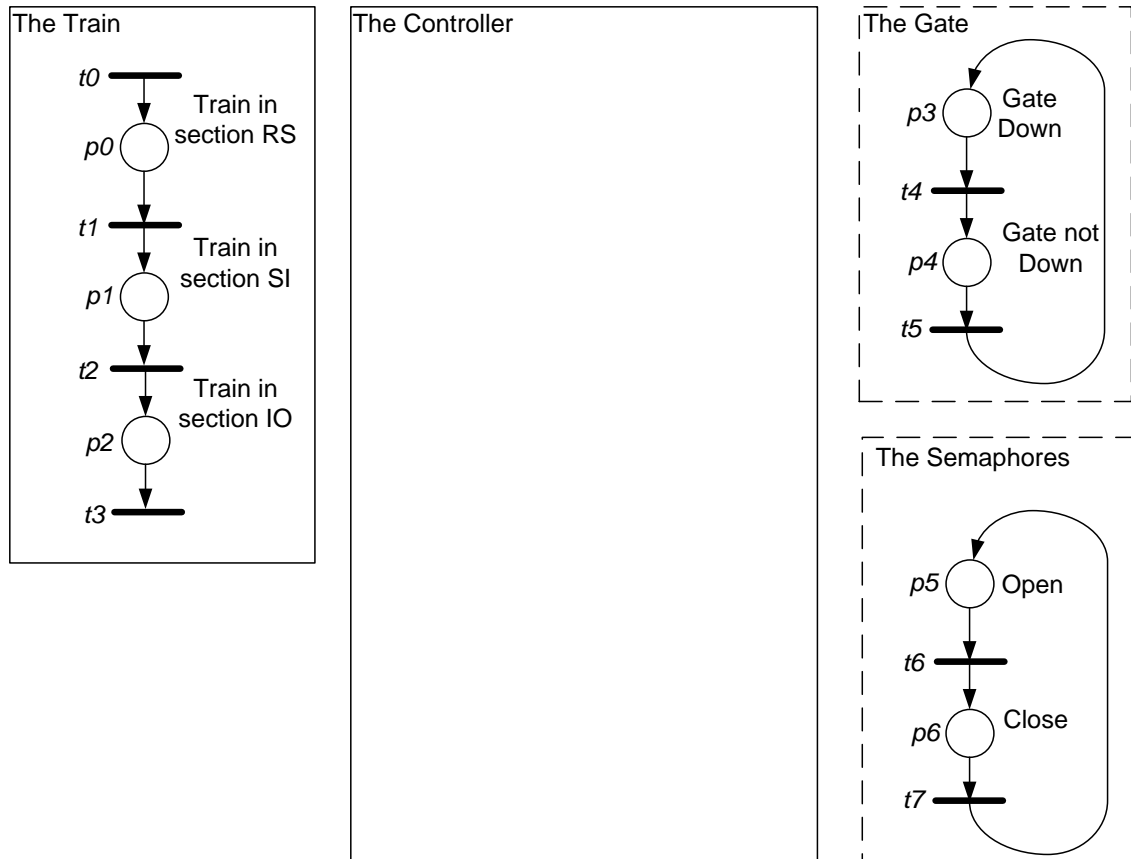 The Train
t0
Train in
section RS
p0
t1
Train in
section SI
p1
t2
Train in
section IO
p2
t3
The Controller
The Gate
p3
Gate
Down
t4
Gate not
Down
p4
t5
The Semaphores
p5
Open
t6
p6
Close
t7